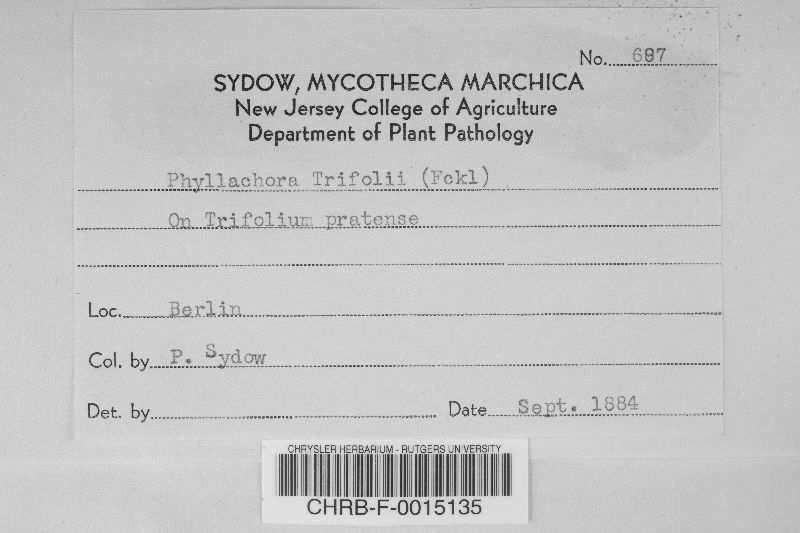 No. 687
SYDOW, MYCOTHECA MARCHICA
New Jersey College of Agriculture
Department of Plant Pathology
Phyllachora Trifolii (Fckl)
On Trifolium pratense
Loc. Berlin
Col. by P. Sydow
Det. by
Date Sept. 1884
CHRYSLER HERBARIUM - RUTGERS UNIVERSITY
CHRB-F-0015135